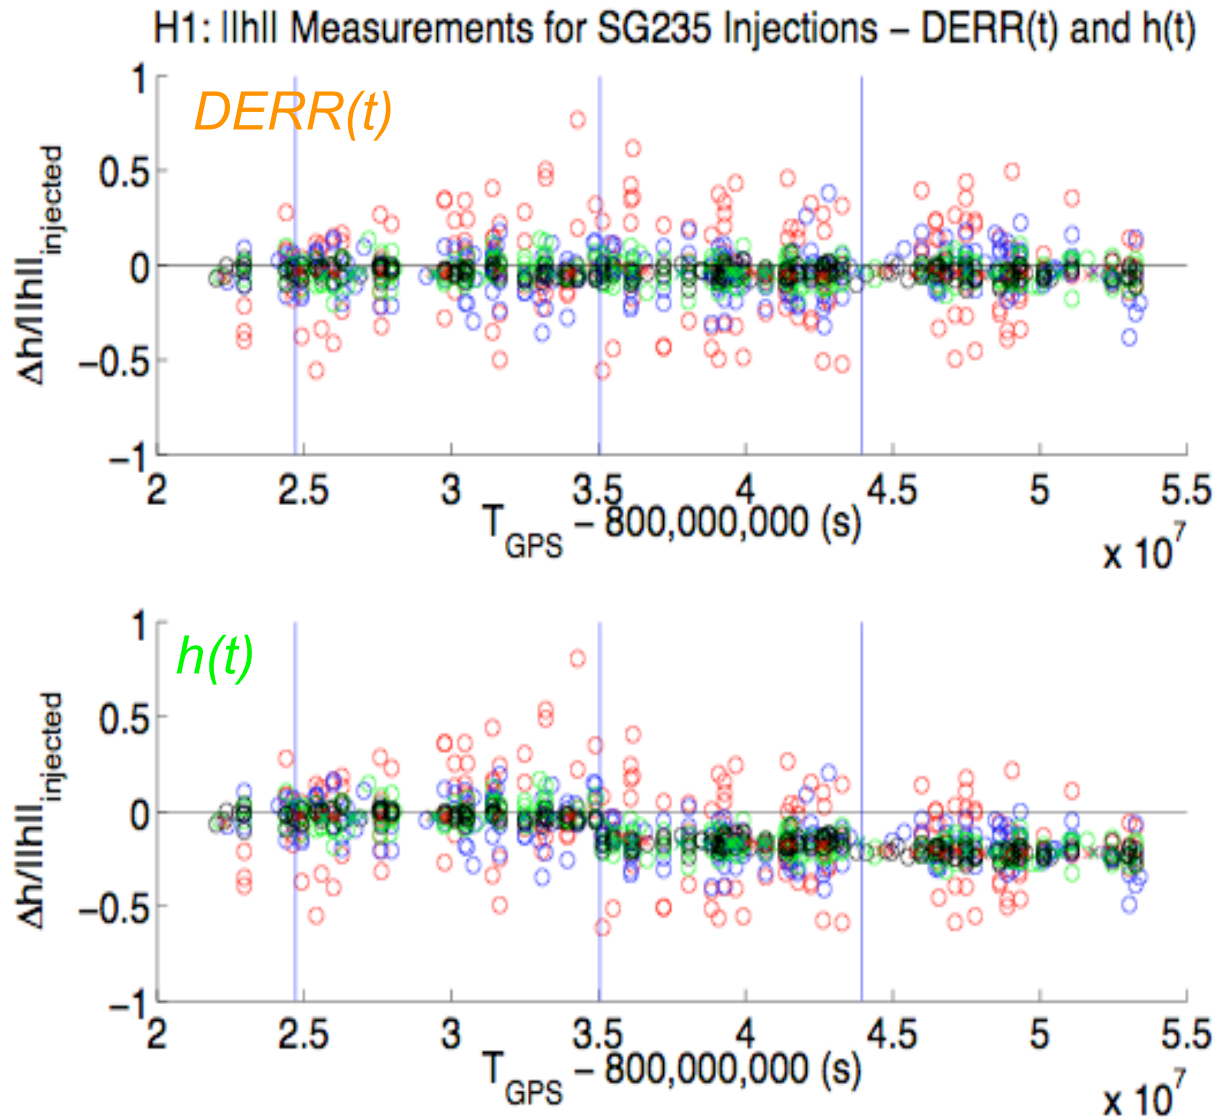 H1: ||h|| Measurements for SG235 Injections – DERR(t) and h(t)
DERR(t)
1
0.5
0
−0.5
−1
Δh/||h||injected
2 2.5 3 3.5 4 4.5 5 5.5
TGPS – 800,000,000 (s)
x 10^7
h(t)
1
0.5
0
−0.5
−1
Δh/||h||injected
2 2.5 3 3.5 4 4.5 5 5.5
TGPS – 800,000,000 (s)
x 10^7